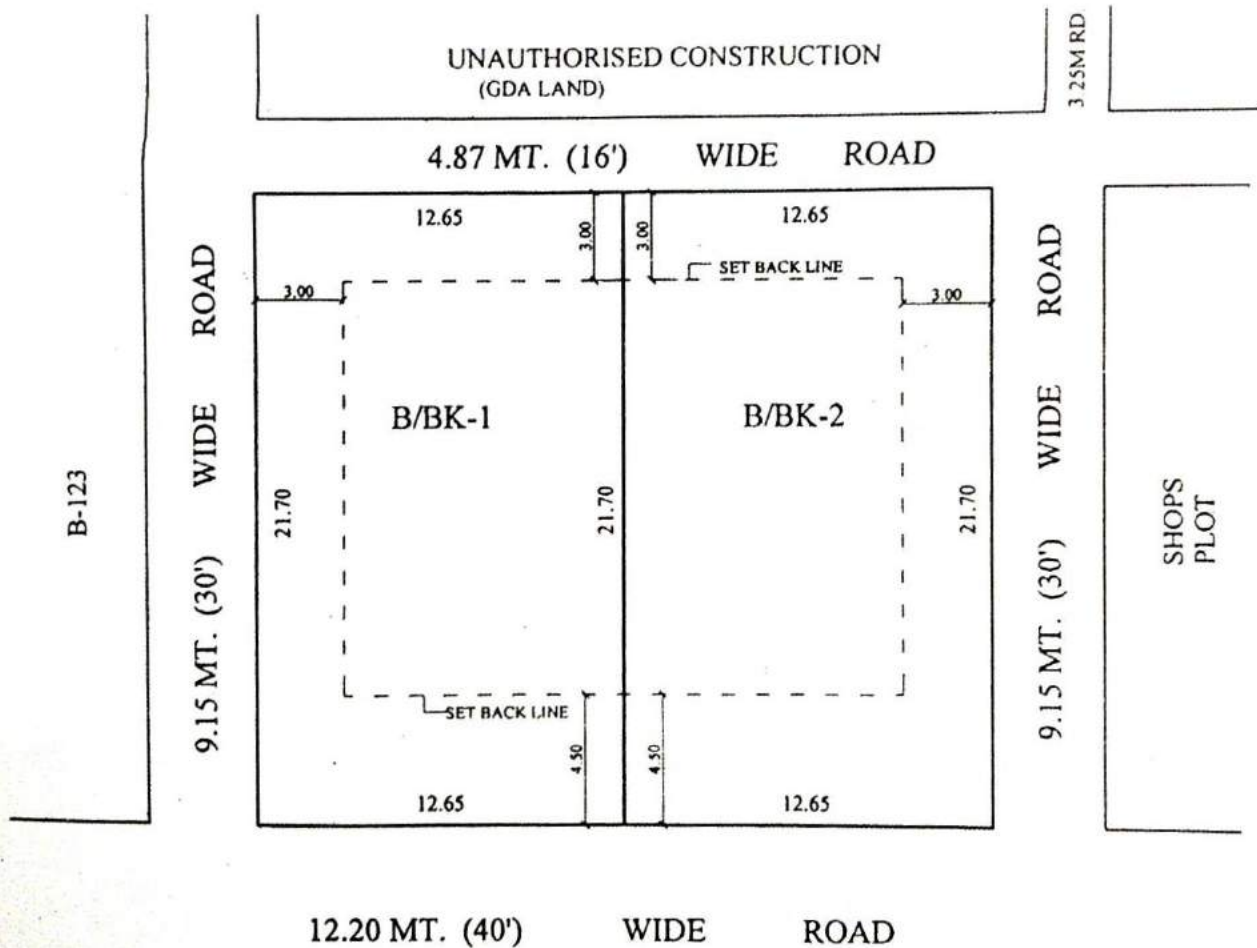 UNAUTHORISED CONSTRUCTION
(GDA LAND)
3 25M RD
4.87 MT. (16') WIDE ROAD
12.65
3.00
3.00
12.65
SET BACK LINE
3.00
3.00
9.15 MT. (30') WIDE ROAD
9.15 MT. (30') WIDE ROAD
B/BK-1
B/BK-2
B-123
21.70
21.70
21.70
SHOPS
PLOT
SET BACK LINE
4.50
4.50
12.65
12.65
12.20 MT. (40') WIDE ROAD